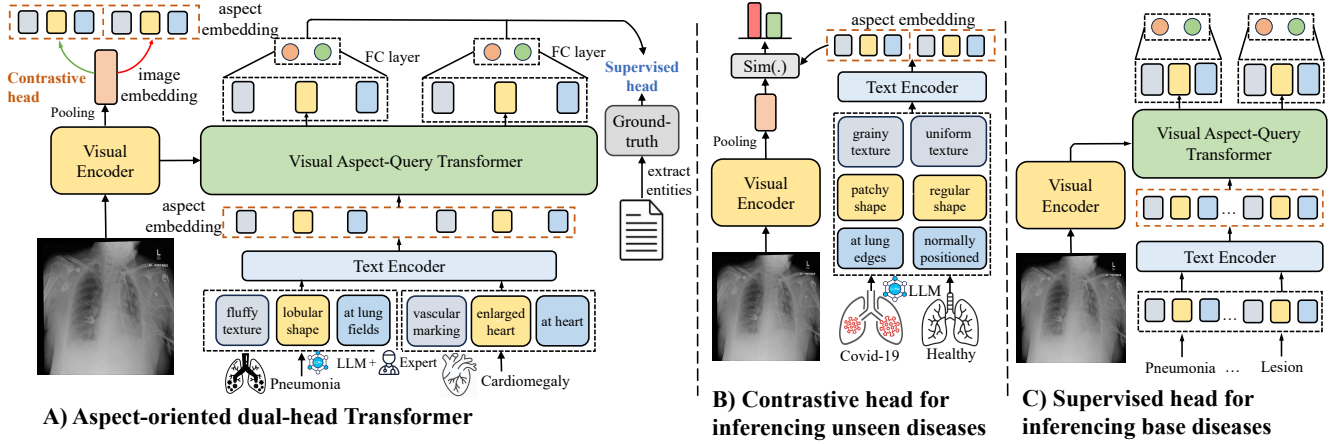 aspect
embedding
FC layer
FC layer
Contrastive
head
image
embedding
Pooling
Supervised
head
Ground-
truth
extract
entities
Visual
Encoder
Visual Aspect-Query Transformer
aspect
embedding
Text Encoder
fluffy
texture
lobular
shape
at lung
fields
vascular
marking
enlarged
heart
at heart
LLM + Expert
Pneumonia
Cardiomegaly
L
A) Aspect-oriented dual-head Transformer
aspect embedding
Sim(.)
Text Encoder
Pooling
grainy
texture
uniform
texture
Visual
Encoder
patchy
shape
regular
shape
at lung
edges
normally
positioned
LLM
Covid-19
Healthy
B) Contrastive head for
inferencing unseen diseases
Visual Aspect-Query
Transformer
Visual
Encoder
...
Text Encoder
...
Pneumonia ... Lesion
C) Supervised head for
inferencing base diseases